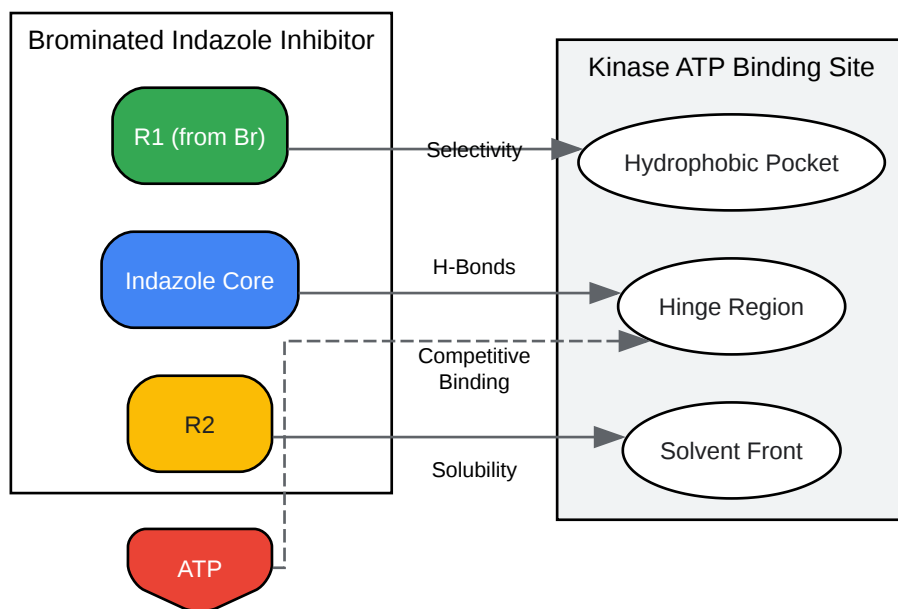 Brominated Indazole Inhibitor
Kinase ATP Binding Site
R1 (from Br)
Selectivity
Hydrophobic Pocket
Indazole Core
H-Bonds
Hinge Region
Competitive
Binding
R2
Solubility
Solvent Front
ATP